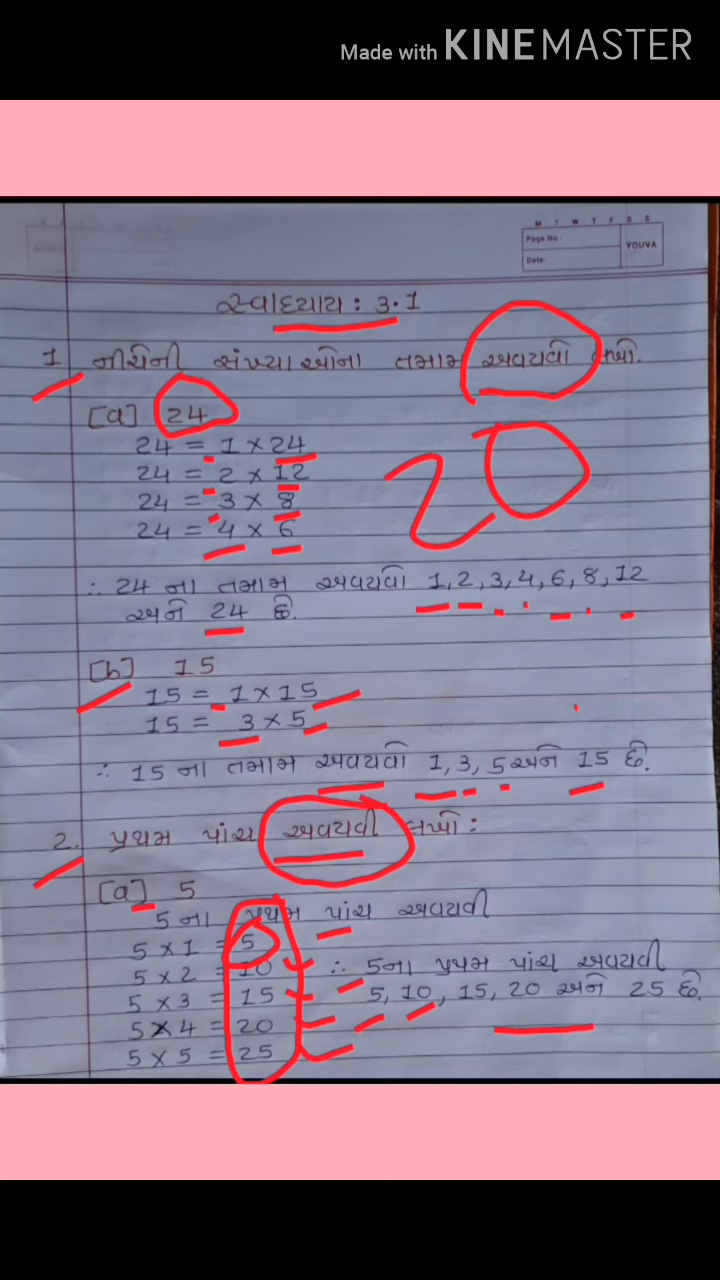 Made with KINEMASTER
M T W T F S S
Page No.:
Date:
YOUVA
સ્વાધ્યાય : 3.1
1 નીચેની સંખ્યાઓના તમામ અવયવો લખો.
[a] 24
24 = 1 × 24
24 = 2 × 12
24 = 3 × 8
24 = 4 × 6
20
∴ 24 ના તમામ અવયવો 1, 2, 3, 4, 6, 8, 12
અને 24 છે.
[b] 15
15 = 1 × 15
15 = 3 × 5
∴ 15 ના તમામ અવયવો 1, 3, 5 અને 15 છે.
2. પ્રથમ પાંચ અવયવી લખો :
[a] 5
5 ના પ્રથમ પાંચ અવયવી
5 × 1 = 5
5 × 2 = 10
5 × 3 = 15
5 × 4 = 20
5 × 5 = 25
∴ 5ના પ્રથમ પાંચ અવયવી
5, 10, 15, 20 અને 25 છે.